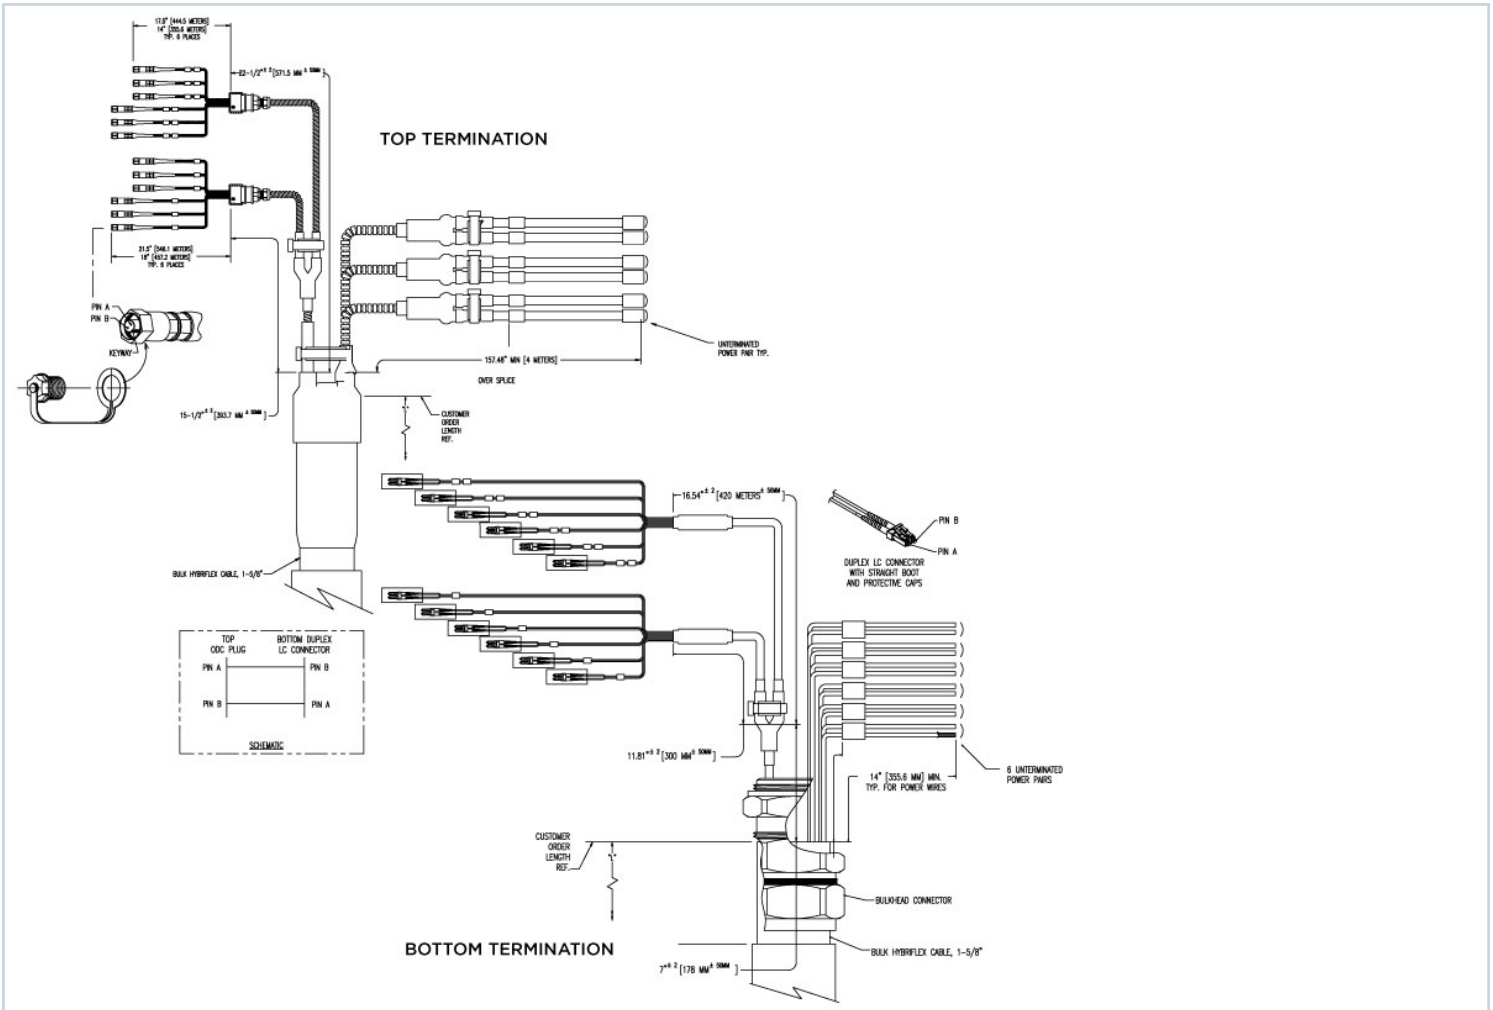 17.5" [444.5 METERS]
14" [355.6 METERS]
TYP. 6 PLACES
22-1/2"± 2 [571.5 MM ± 50MM]
TOP TERMINATION
21.5" [546.1 METERS]
18" [457.2 METERS]
TYP. 6 PLACES
PIN A
PIN B
KEYWAY
UNTERMINATED
POWER PAIR TYP.
157.48" MIN [4 METERS]
OVER SPLICE
15-1/2"± 2 [393.7 MM ± 50MM]
"L"
CUSTOMER
ORDER
LENGTH
REF.
16.54"± 2 [420 METERS± 50MM]
PIN B
PIN A
DUPLEX LC CONNECTOR
WITH STRAIGHT BOOT
AND PROTECTIVE CAPS
BULK HYBRIFLEX CABLE, 1-5/8"
TOP
ODC PLUG
BOTTOM DUPLEX
LC CONNECTOR
PIN A
PIN B
PIN B
PIN A
SCHEMATIC
11.81"± 2 [300 MM± 50MM]
6 UNTERMINATED
POWER PAIRS
14" [355.6 MM] MIN.
TYP. FOR POWER WIRES
CUSTOMER
ORDER
LENGTH
REF.
"L"
BULKHEAD CONNECTOR
BOTTOM TERMINATION
BULK HYBRIFLEX CABLE, 1-5/8"
7"± 2 [178 MM± 50MM]